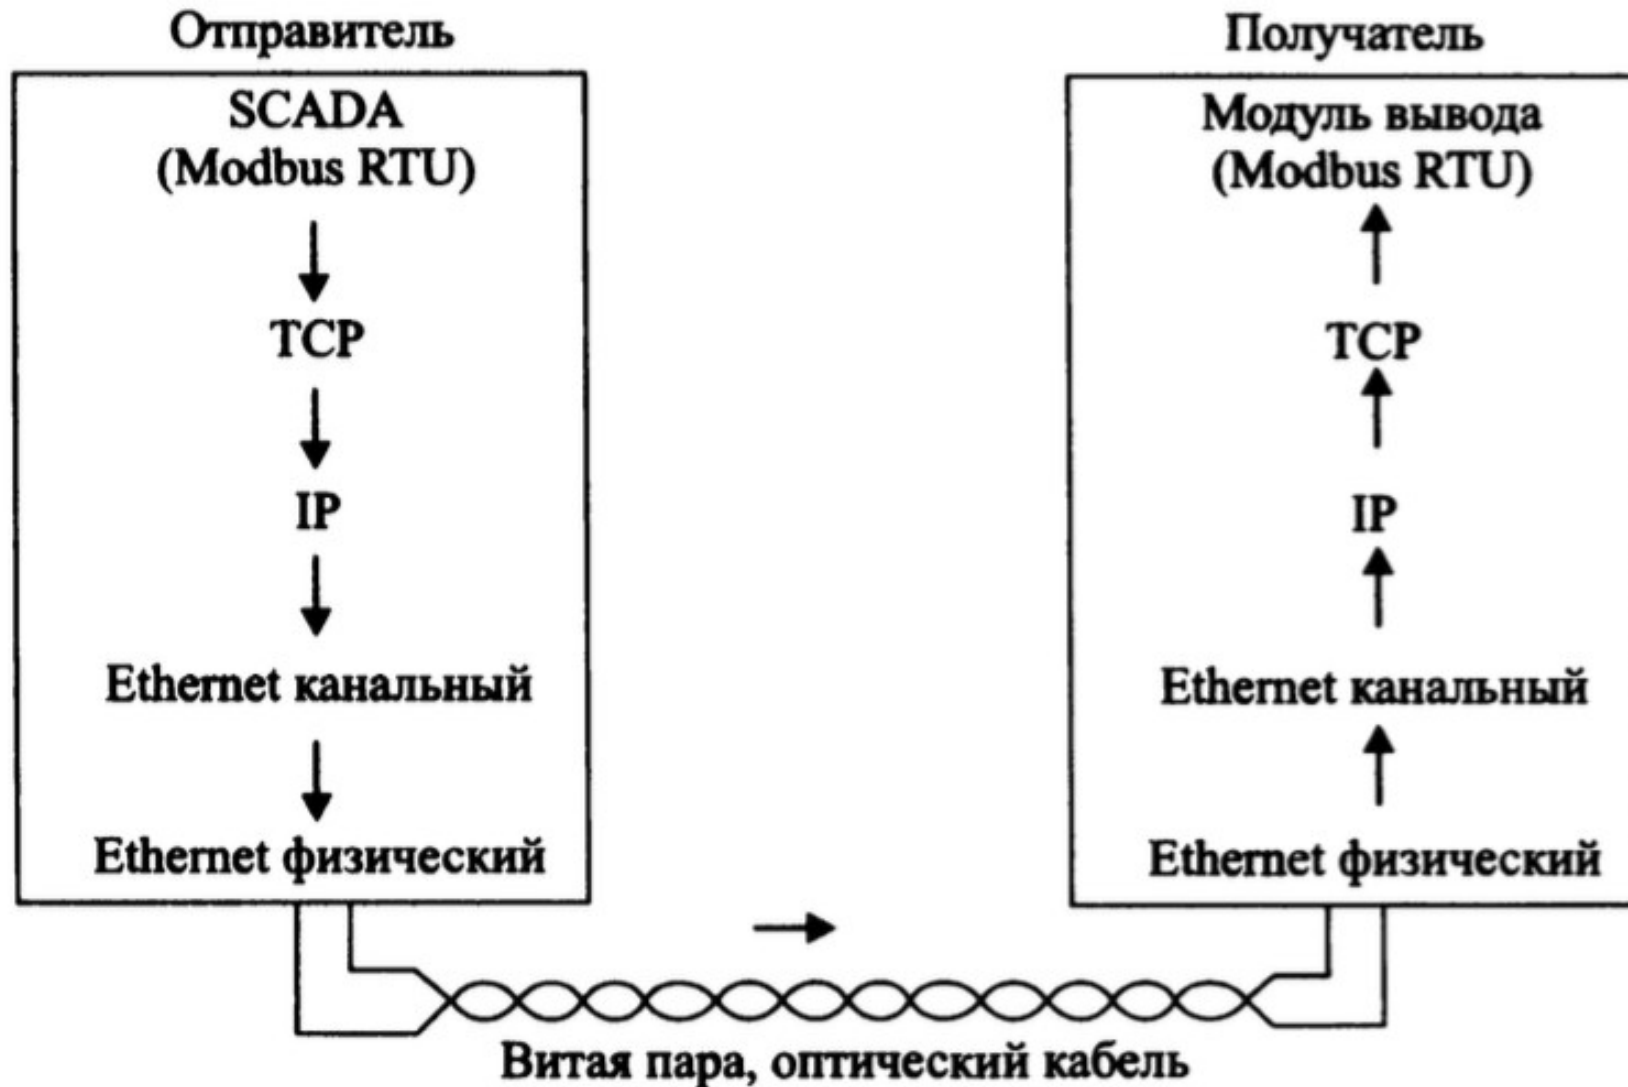 Отправитель
SCADA
(Modbus RTU)
TCP
IP
Ethernet канальный
Ethernet физический
Получатель
Модуль вывода
(Modbus RTU)
TCP
IP
Ethernet канальный
Ethernet физический
Витая пара, оптический кабель